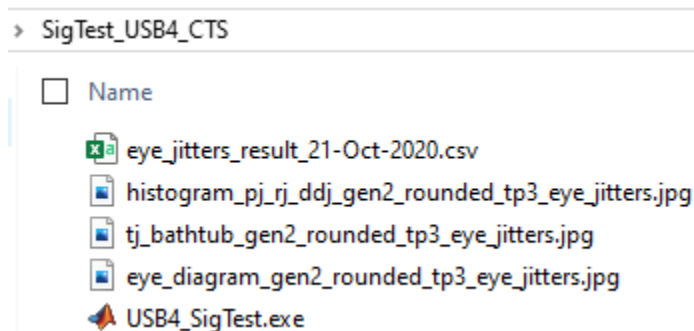 SigTest_USB4_CTS
Name
eye_jitters_result_21-Oct-2020.csv
histogram_pj_rj_ddj_gen2_rounded_tp3_eye_jitters.jpg
tj_bathtub_gen2_rounded_tp3_eye_jitters.jpg
eye_diagram_gen2_rounded_tp3_eye_jitters.jpg
USB4_SigTest.exe